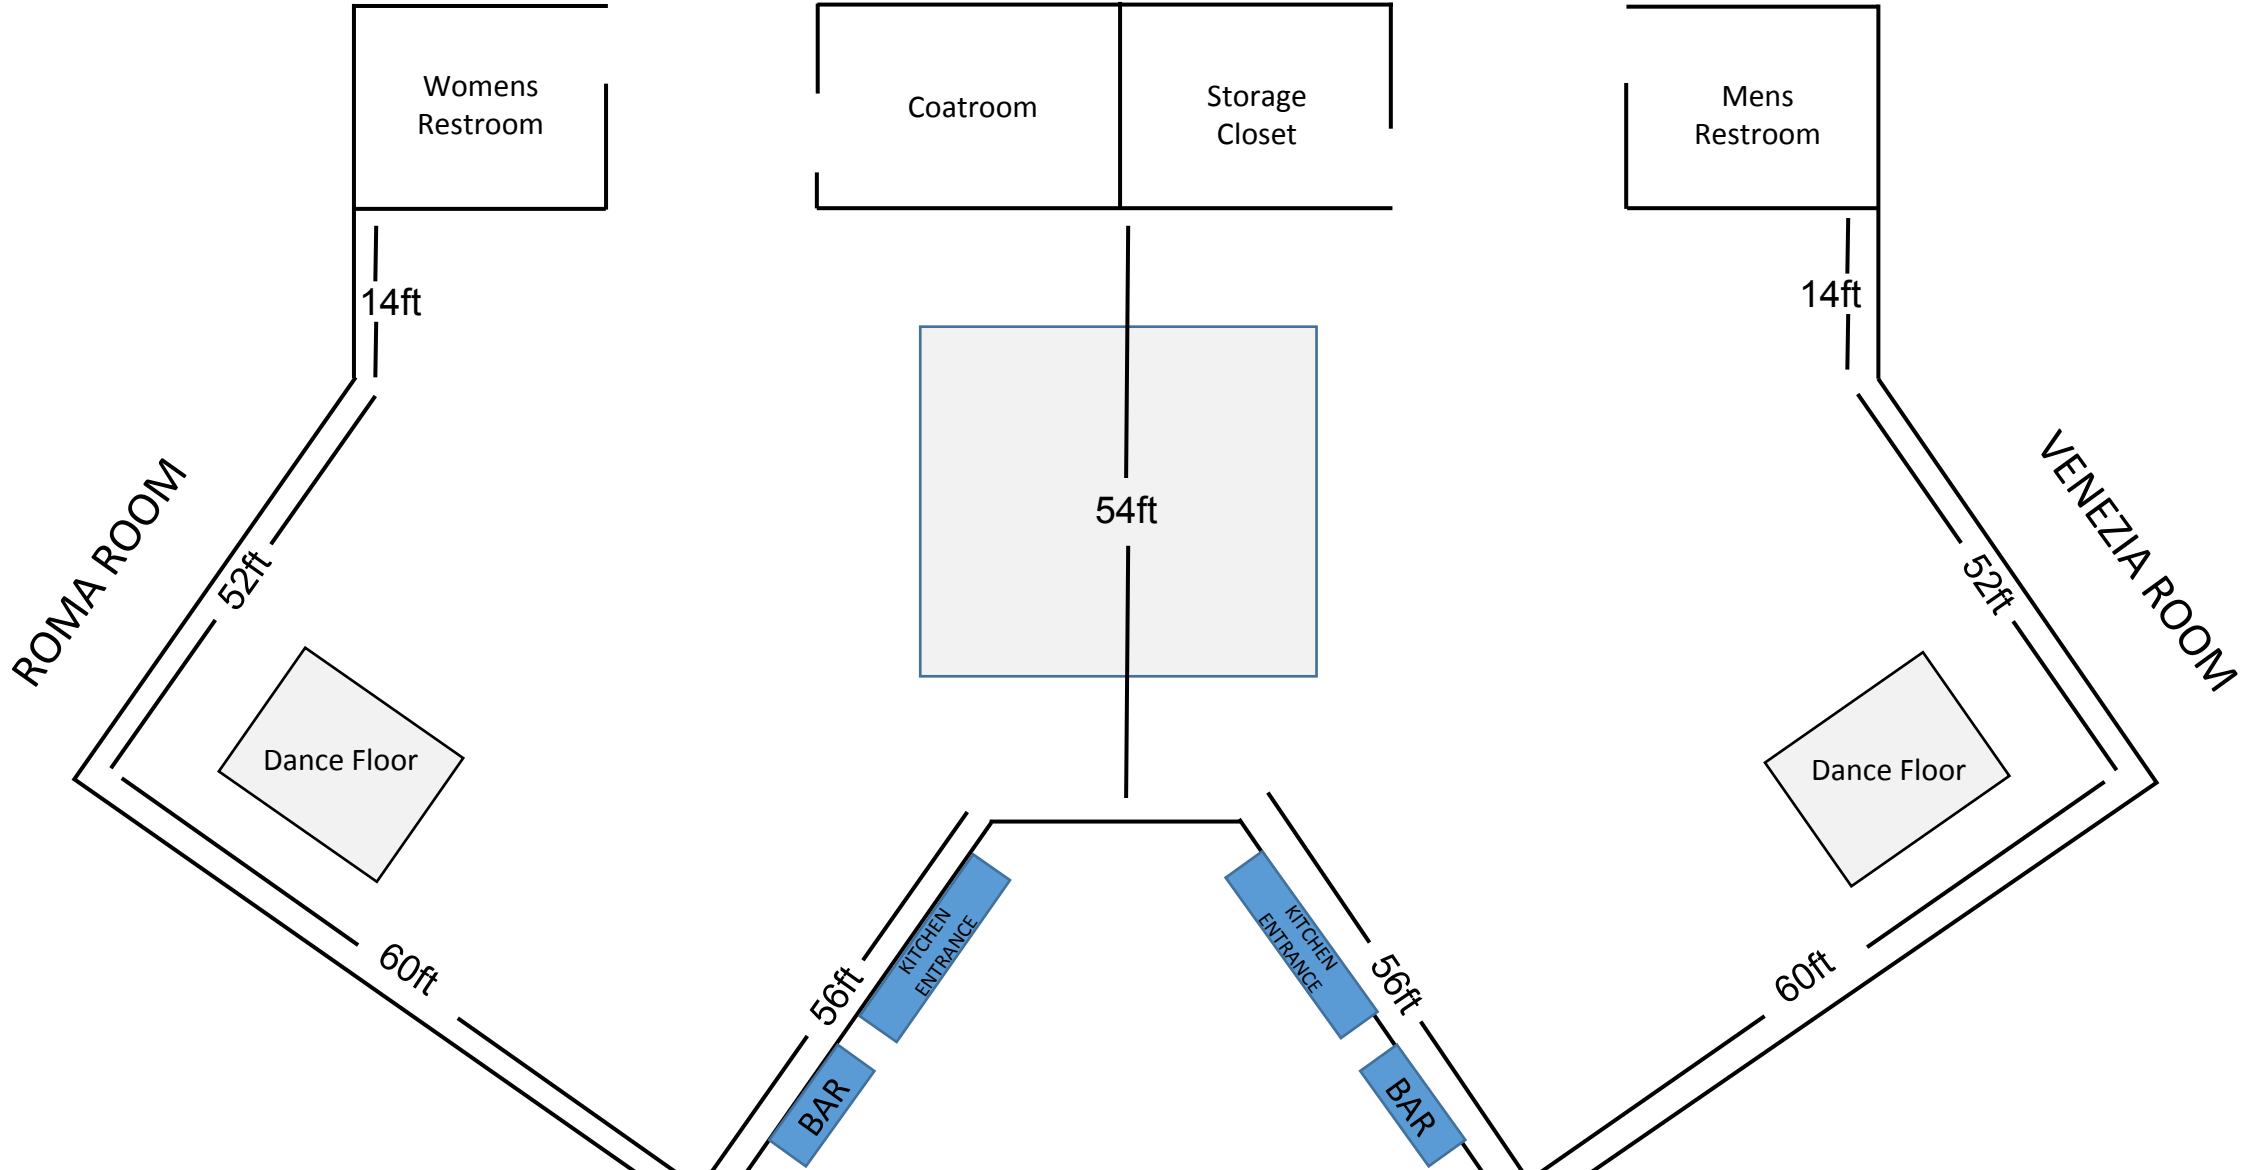 Womens
Restroom
Coatroom
Storage
Closet
Mens
Restroom
14ft
14ft
54ft
ROMA ROOM
52ft
VENEZIA ROOM
52ft
Dance Floor
Dance Floor
60ft
56ft
KITCHEN
ENTRANCE
KITCHEN
ENTRANCE
56ft
60ft
BAR
BAR